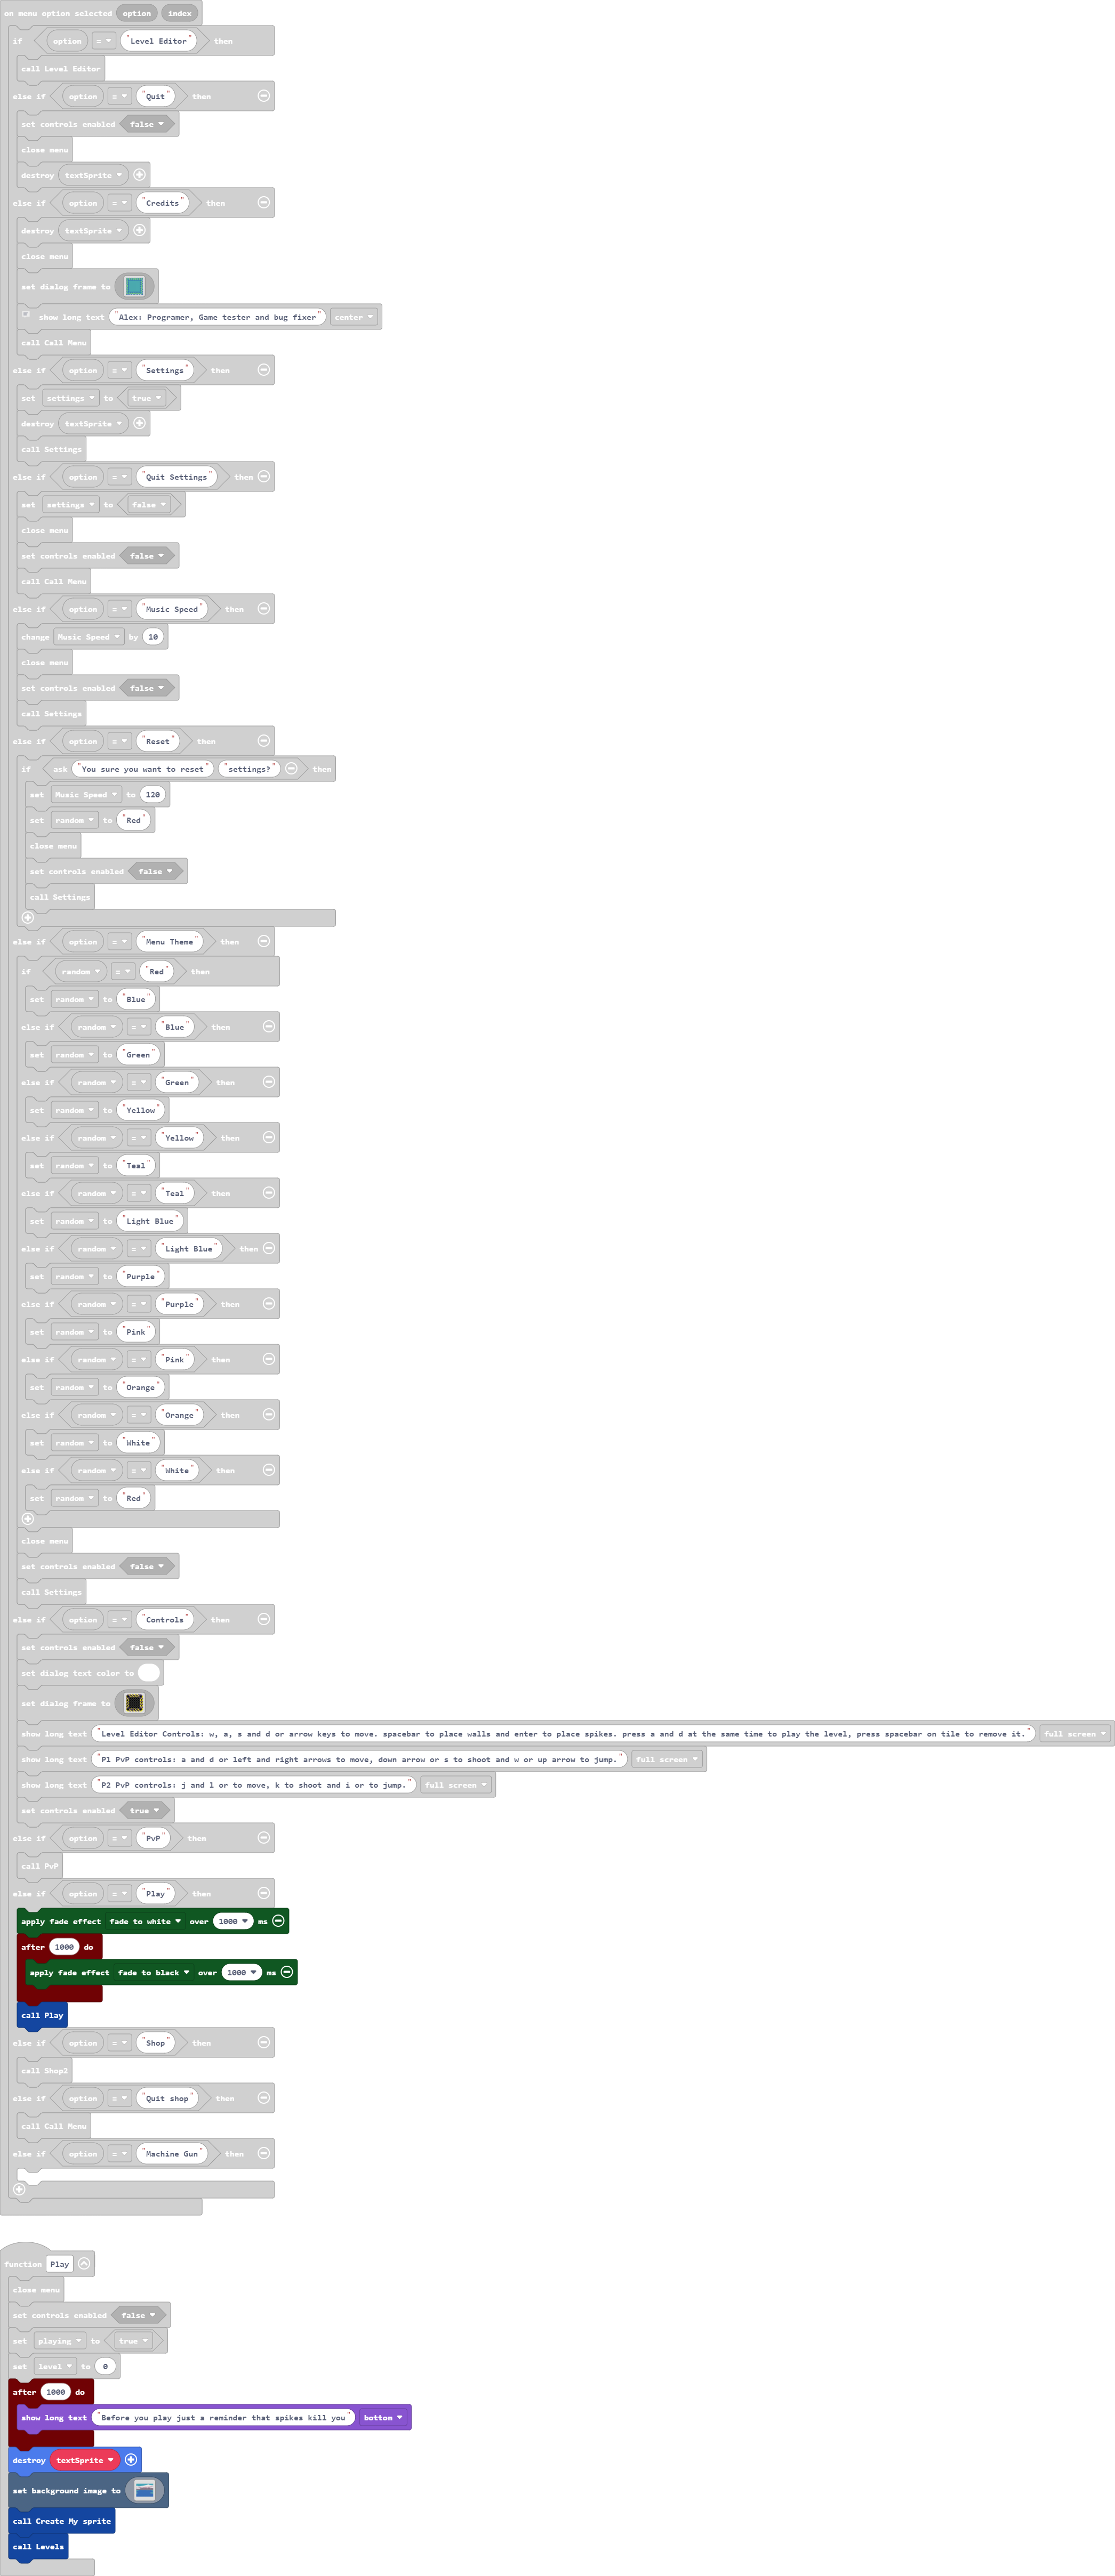 on menu option selected option index
if option = "Level Editor" then
call Level Editor
else if option = "Quit" then
set controls enabled false
close menu
destroy textSprite
else if option = "Credits" then
destroy textSprite
close menu
set dialog frame to
show long text "Alex: Programer, Game tester and bug fixer" center
call Call Menu
else if option = "Settings" then
set settings to true
destroy textSprite
call Settings
else if option = "Quit Settings" then
set settings to false
close menu
set controls enabled false
call Call Menu
else if option = "Music Speed" then
change Music Speed by 10
close menu
set controls enabled false
call Settings
else if option = "Reset" then
if ask "You sure you want to reset" "settings?" then
set Music Speed to 120
set random to "Red"
close menu
set controls enabled false
call Settings
else if option = "Menu Theme" then
if random = "Red" then
set random to "Blue"
else if random = "Blue" then
set random to "Green"
else if random = "Green" then
set random to "Yellow"
else if random = "Yellow" then
set random to "Teal"
else if random = "Teal" then
set random to "Light Blue"
else if random = "Light Blue" then
set random to "Purple"
else if random = "Purple" then
set random to "Pink"
else if random = "Pink" then
set random to "Orange"
else if random = "Orange" then
set random to "White"
else if random = "White" then
set random to "Red"
close menu
set controls enabled false
call Settings
else if option = "Controls" then
set controls enabled false
set dialog text color to
set dialog frame to
show long text "Level Editor Controls: w, a, s and d or arrow keys to move. spacebar to place walls and enter to place spikes. press a and d at the same time to play the level, press spacebar on tile to remove it." full screen
show long text "P1 PvP controls: a and d or left and right arrows to move, down arrow or s to shoot and w or up arrow to jump." full screen
show long text "P2 PvP controls: j and l or to move, k to shoot and i or to jump." full screen
set controls enabled true
else if option = "PvP" then
call PvP
else if option = "Play" then
apply fade effect fade to white over 1000 ms
after 1000 do
apply fade effect fade to black over 1000 ms
call Play
else if option = "Shop" then
call Shop2
else if option = "Quit shop" then
call Call Menu
else if option = "Machine Gun" then
function Play
close menu
set controls enabled false
set playing to true
set level to 0
after 1000 do
show long text "Before you play just a reminder that spikes kill you" bottom
destroy textSprite
set background image to
call Create My sprite
call Levels